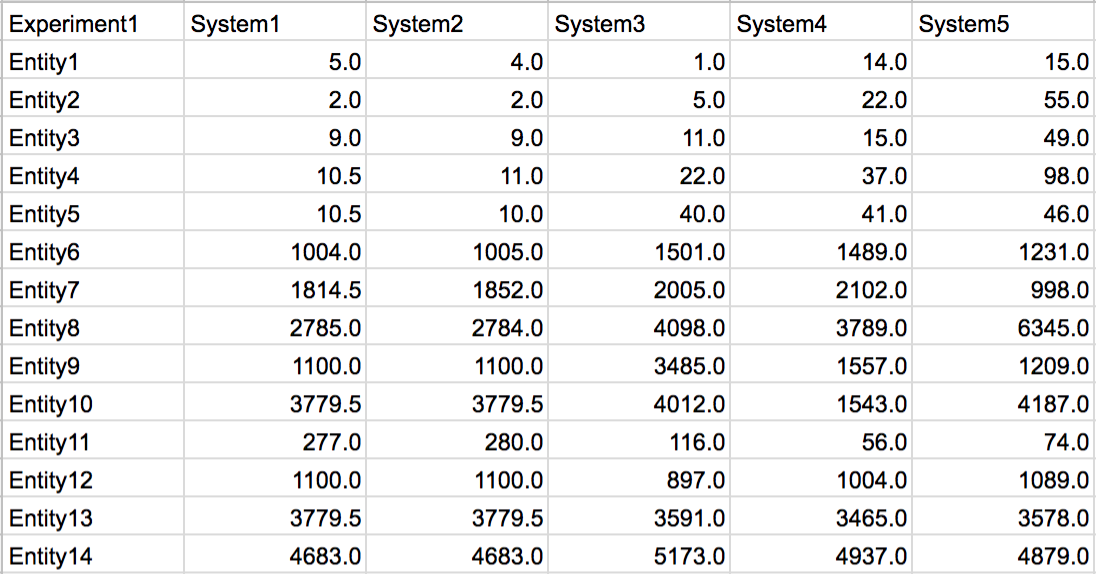 Experiment1 System1 System2 System3 System4 System5
Entity1 5.0 4.0 1.0 14.0 15.0
Entity2 2.0 2.0 5.0 22.0 55.0
Entity3 9.0 9.0 11.0 15.0 49.0
Entity4 10.5 11.0 22.0 37.0 98.0
Entity5 10.5 10.0 40.0 41.0 46.0
Entity6 1004.0 1005.0 1501.0 1489.0 1231.0
Entity7 1814.5 1852.0 2005.0 2102.0 998.0
Entity8 2785.0 2784.0 4098.0 3789.0 6345.0
Entity9 1100.0 1100.0 3485.0 1557.0 1209.0
Entity10 3779.5 3779.5 4012.0 1543.0 4187.0
Entity11 277.0 280.0 116.0 56.0 74.0
Entity12 1100.0 1100.0 897.0 1004.0 1089.0
Entity13 3779.5 3779.5 3591.0 3465.0 3578.0
Entity14 4683.0 4683.0 5173.0 4937.0 4879.0